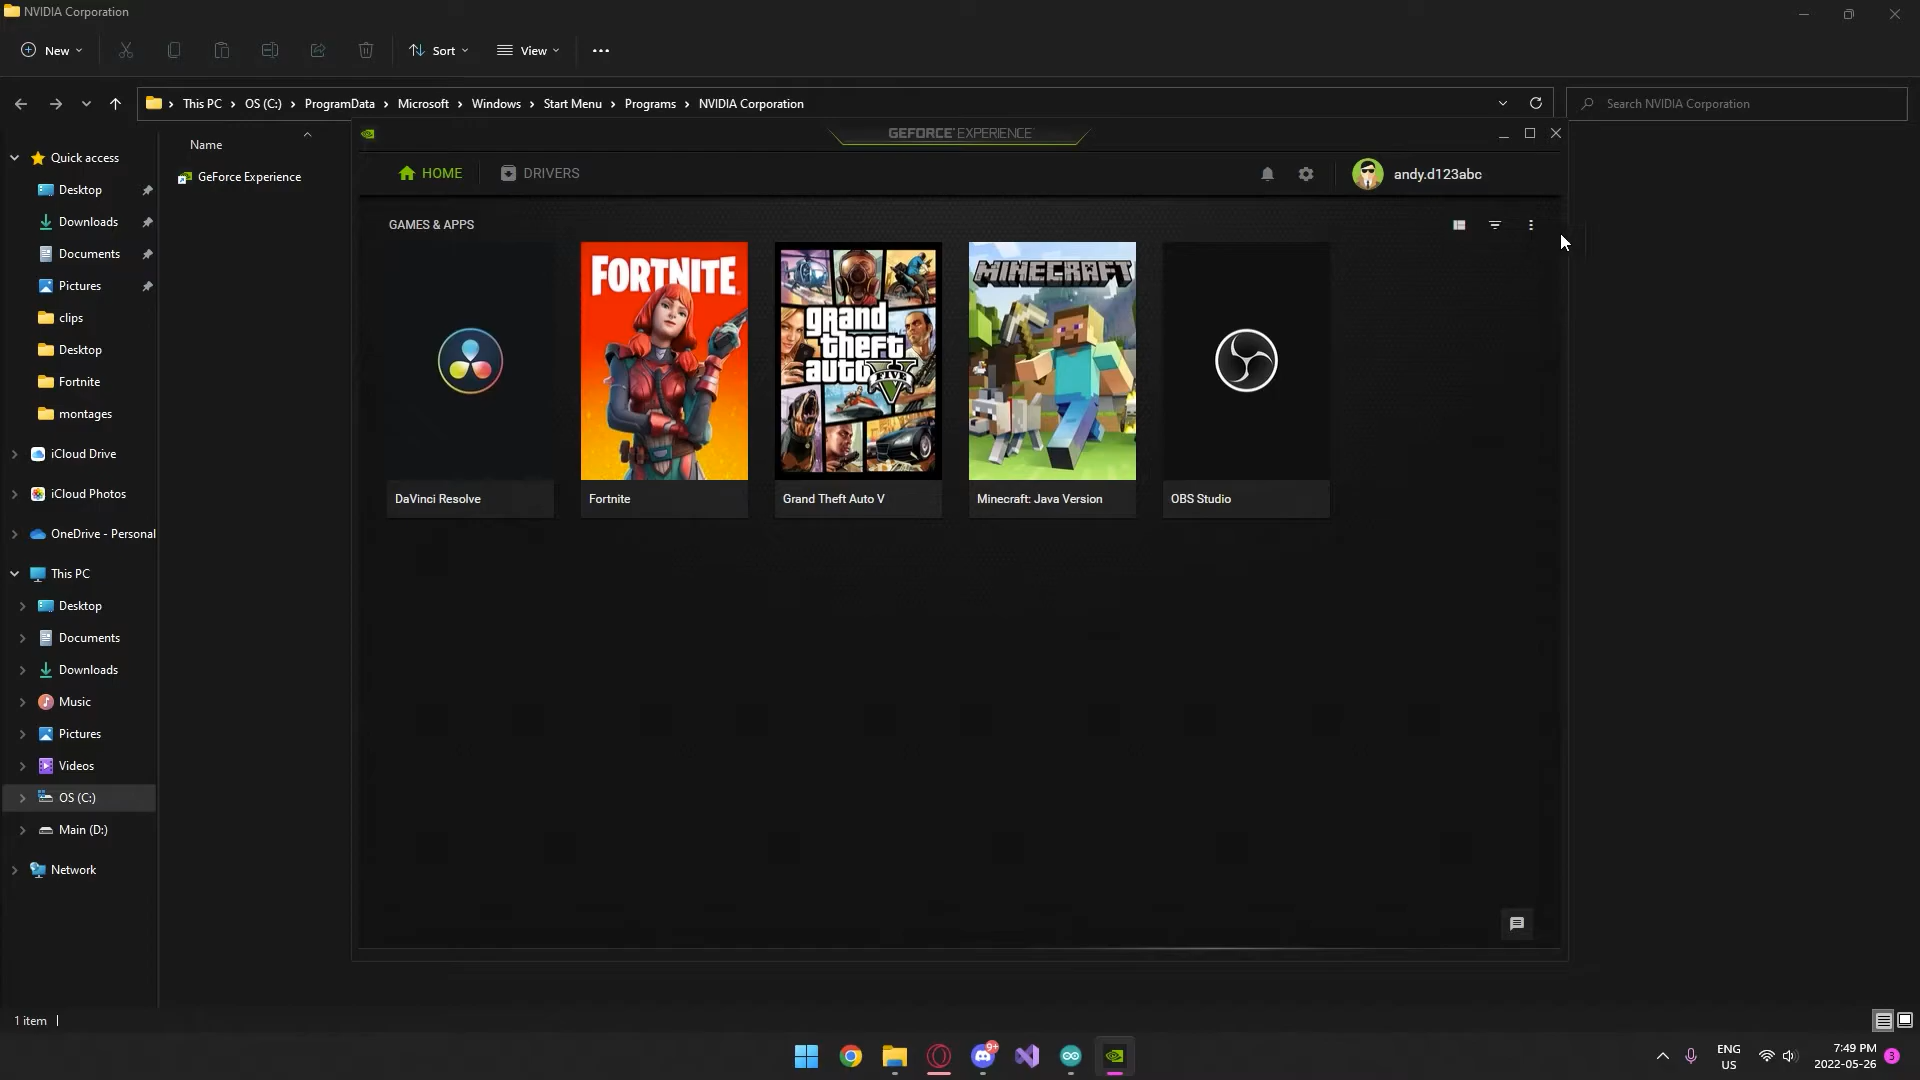 NVIDIA Corporation
New
Sort
View
This PC > OS (C:) > ProgramData > Microsoft > Windows > Start Menu > Programs > NVIDIA Corporation
Search NVIDIA Corporation
Name
GeForce Experience
Quick access
Desktop
Downloads
Documents
Pictures
clips
Desktop
Fortnite
montages
iCloud Drive
iCloud Photos
OneDrive - Personal
This PC
Desktop
Documents
Downloads
Music
Pictures
Videos
OS (C:)
Main (D:)
Network
1 item
GEFORCE EXPERIENCE
HOME
DRIVERS
andy.d123abc
GAMES & APPS
FORTNITE
grand
theft
auto
FIVE
MINECRAFT
DaVinci Resolve
Fortnite
Grand Theft Auto V
Minecraft: Java Version
OBS Studio
9+
ENG
US
7:49 PM
2022-05-26
3